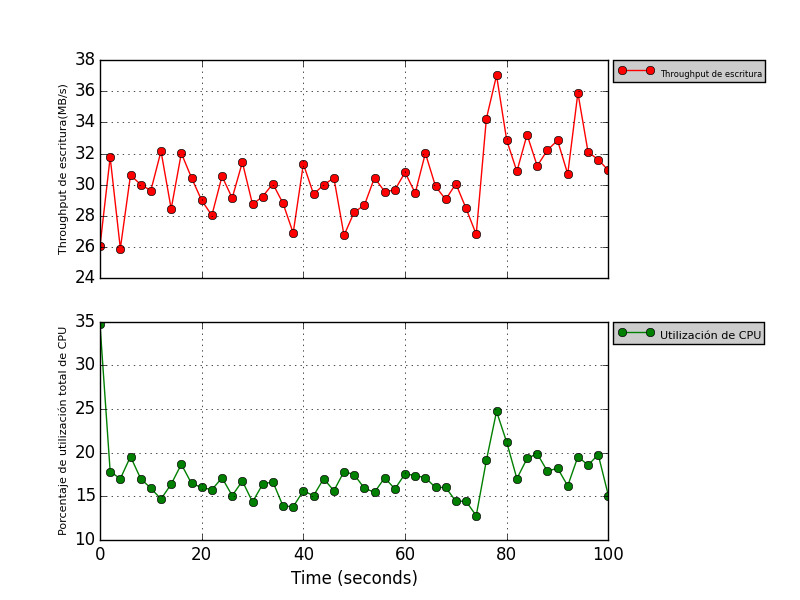 38
36
34
32
30
28
26
24
Throughput de escritura(MB/s)
Throughput de escritura
35
30
25
20
15
10
Porcentaje de utilización total de CPU
Utilización de CPU
0 20 40 60 80 100
Time (seconds)